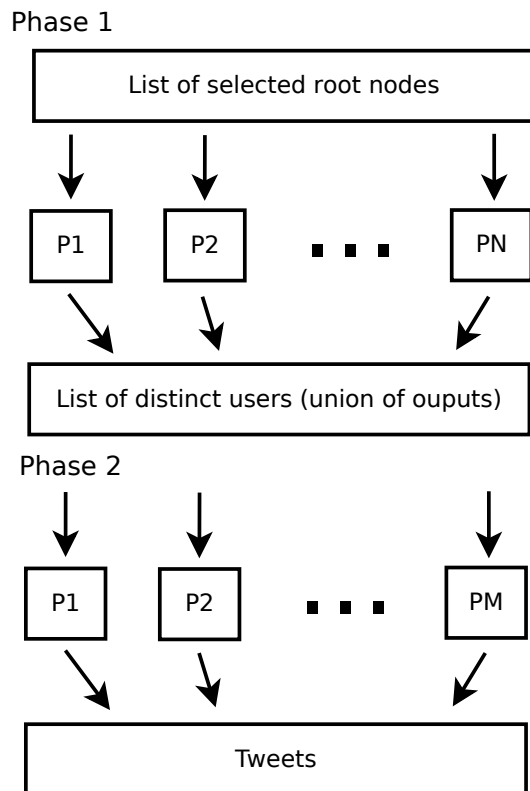 Phase 1
List of selected root nodes
P1
P2
PN
List of distinct users (union of ouputs)
Phase 2
P1
P2
PM
Tweets